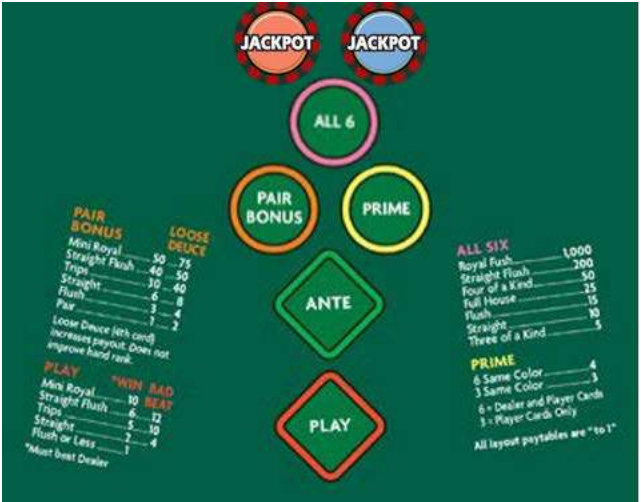 JACKPOT JACKPOT
ALL 6
PAIR
BONUS
PRIME
ANTE
PLAY
PAIR
BONUS LOOSE
DEUCE
Mini Royal 50 75
Straight Flush 40 50
Trips 30 40
Straight 6 8
Flush 3 4
Pair 1 2
Loose Deuce (4th card)
increases payout. Does not
improve hand rank.
PLAY *WIN BAD
BEAT
Mini Royal 10
Straight Flush 6 12
Trips 5 10
Straight 2 4
Flush or Less 1
*Must beat Dealer
ALL SIX
Royal Fush 1,000
Straight Flush 200
Four of a Kind 50
Full House 25
Flush 15
Straight 10
Three of a Kind 5
PRIME
6 Same Color 4
3 Same Color 3
6 = Dealer and Player Cards
3 = Player Cards Only
All layout paytables are "to 1"